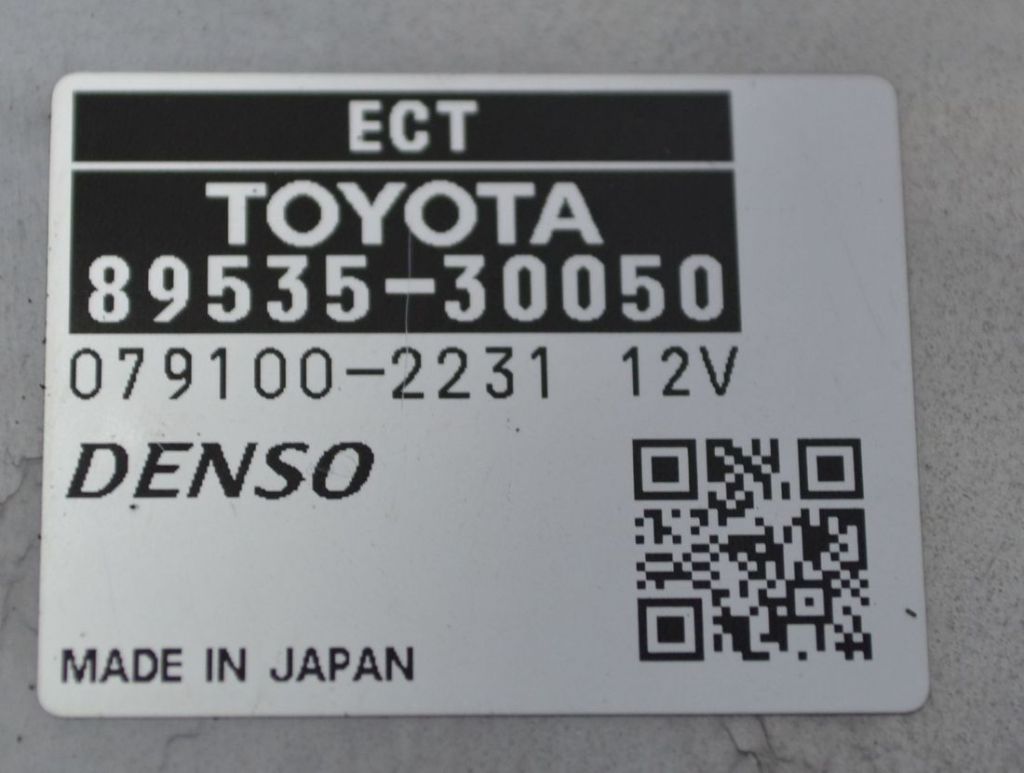 ECT
TOYOTA
89535-30050
079100-2231 12V
DENSO
MADE IN JAPAN